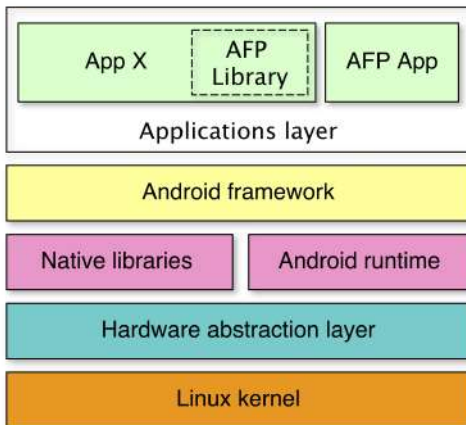 App X
AFP
Library
AFP App
Applications layer
Android framework
Native libraries
Android runtime
Hardware abstraction layer
Linux kernel